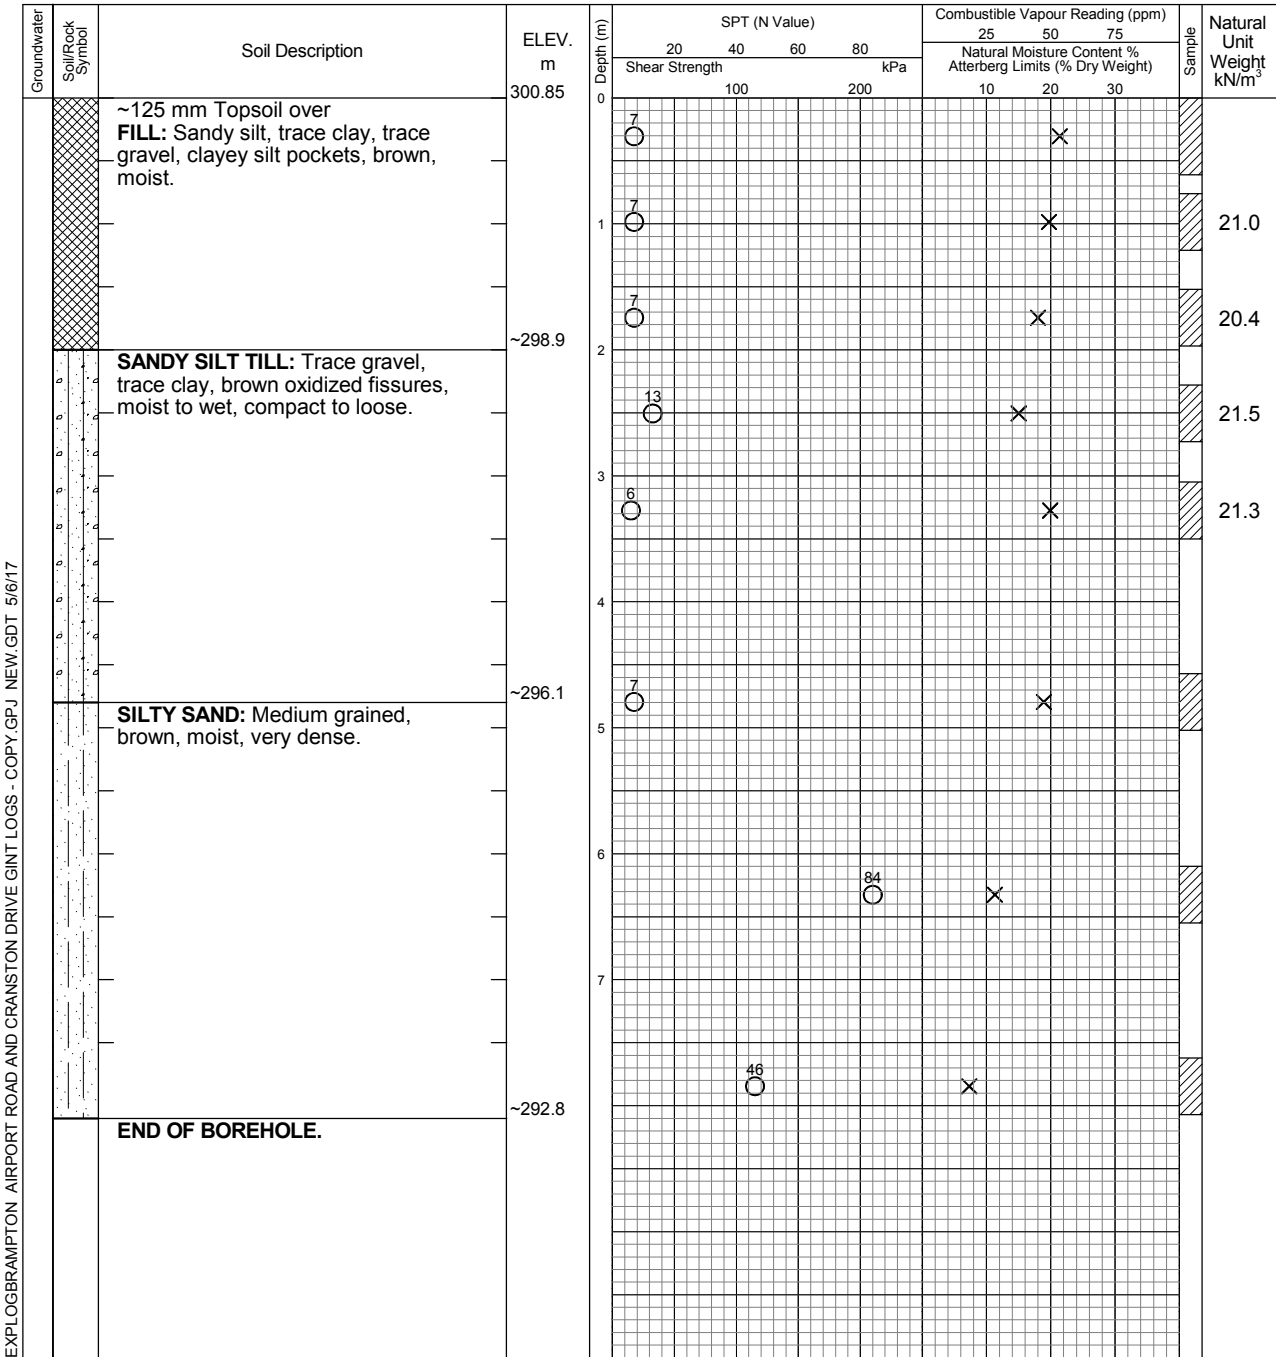 Groundwater
Soil/Rock
Symbol
Soil Description
ELEV.
m
300.85
Depth (m)
SPT (N Value)
20 40 60 80
Shear Strength kPa
100 200
Combustible Vapour Reading (ppm)
25 50 75
Natural Moisture Content %
Atterberg Limits (% Dry Weight)
10 20 30
Sample
Natural
Unit
Weight
kN/m3
0
~125 mm Topsoil over
FILL: Sandy silt, trace clay, trace
gravel, clayey silt pockets, brown,
moist.
7
7
1
21.0
7
20.4
~298.9
2
SANDY SILT TILL: Trace gravel,
trace clay, brown oxidized fissures,
moist to wet, compact to loose.
13
21.5
3
6
21.3
4
~296.1
7
SILTY SAND: Medium grained,
brown, moist, very dense.
5
6
84
7
46
~292.8
END OF BOREHOLE.
EXPLOGBRAMPTON AIRPORT ROAD AND CRANSTON DRIVE GINT LOGS - COPY.GPJ NEW.GDT 5/6/17